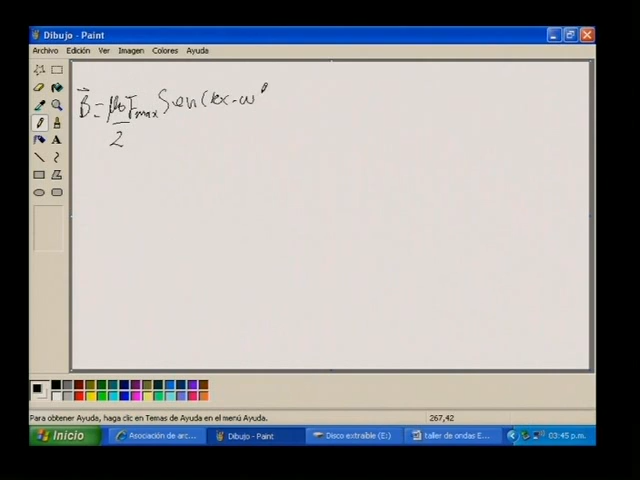 Dibujo - Paint
Archivo Edición Ver Imagen Colores Ayuda
B⃗ = μ₀ I_max Sen(kx-ω
2
Para obtener Ayuda, haga clic en Temas de Ayuda en el menú Ayuda.
267,42
Inicio
Asociación de arc...
Dibujo - Paint
Disco extraíble (E:)
taller de ondas E...
03:45 p.m.